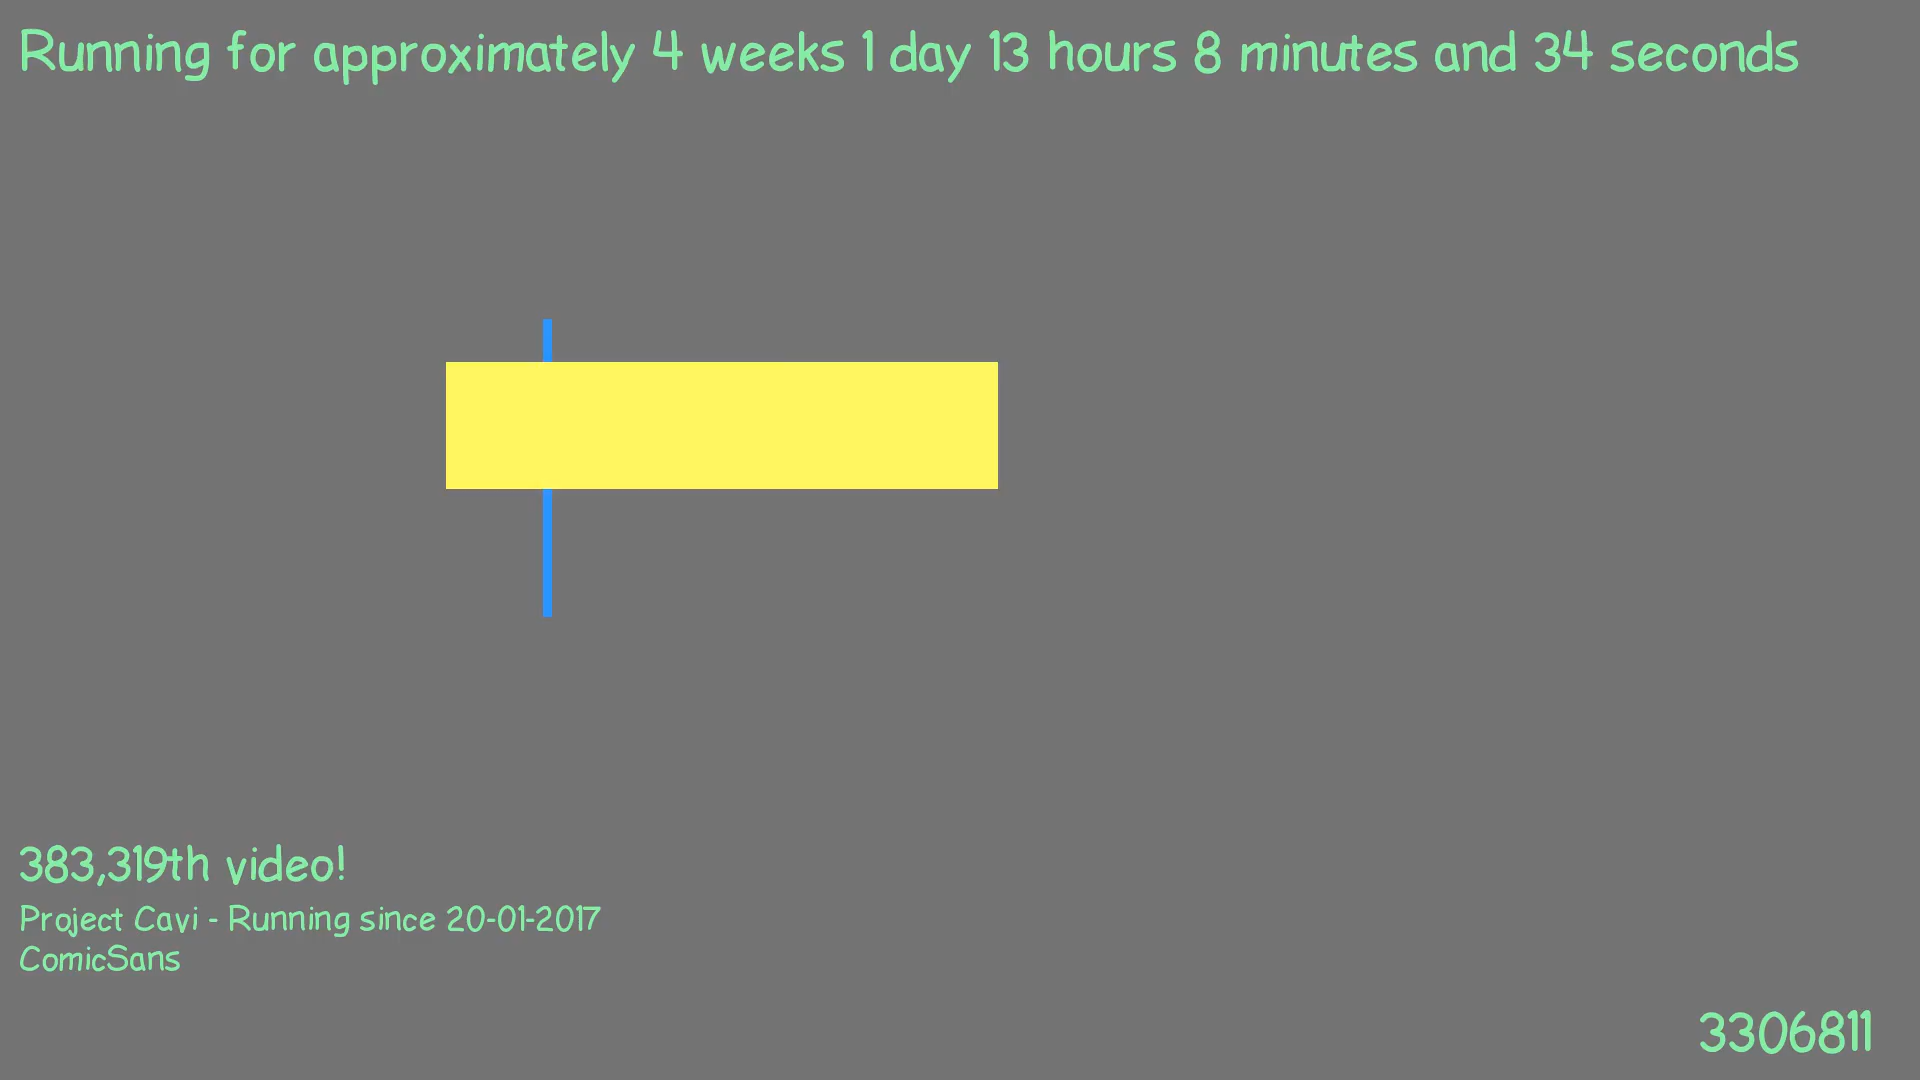 Running for approximately 4 weeks 1 day 13 hours 8 minutes and 34 seconds
383,319th video!
Project Cavi - Running since 20-01-2017
ComicSans
3306811